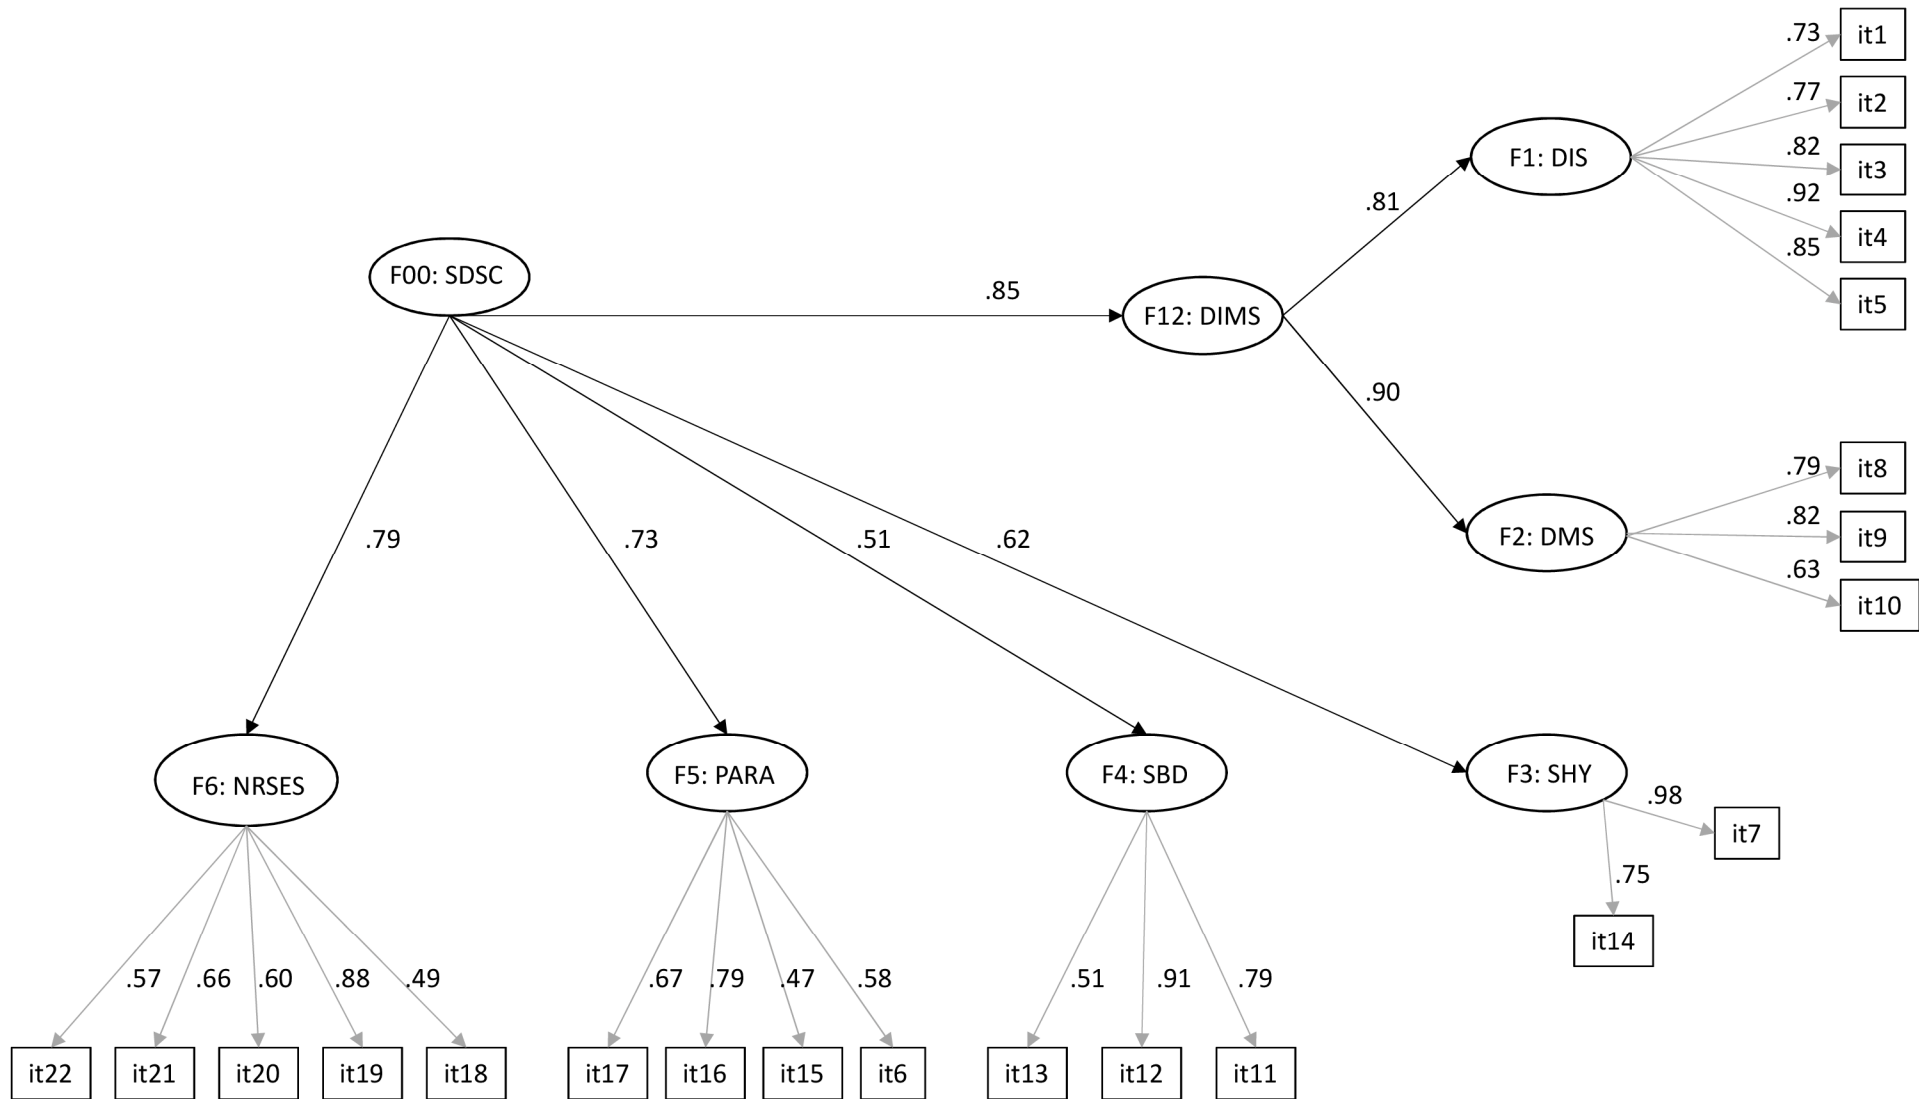 .73
it1
.77
it2
.82
it3
F1: DIS
.92
it4
.81
.85
it5
F00: SDSC
.85
F12: DIMS
.90
.79
it8
.82
it9
F2: DMS
.63
it10
.79
.73
.51
.62
F6: NRSES
F5: PARA
F4: SBD
F3: SHY
.98
it7
.75
it14
.57
.66
.60
.88
.49
.67
.79
.47
.58
.51
.91
.79
it22
it21
it20
it19
it18
it17
it16
it15
it6
it13
it12
it11